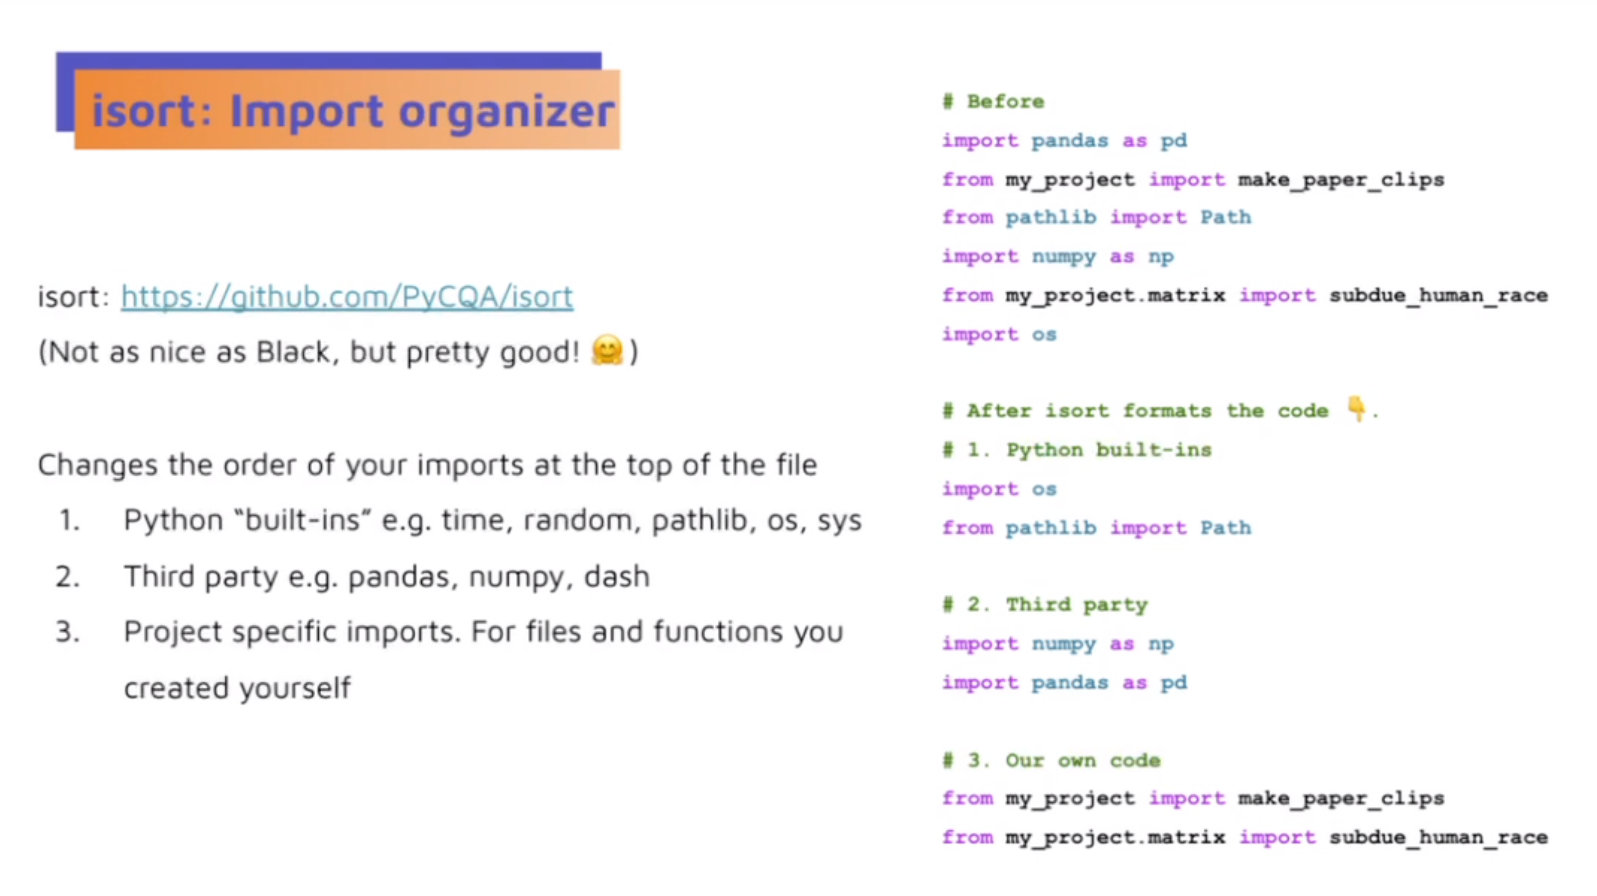 isort: Import organizer
isort: https://github.com/PyCQA/isort
(Not as nice as Black, but pretty good! 🤗)
Changes the order of your imports at the top of the file
1. Python “built-ins” e.g. time, random, pathlib, os, sys
2. Third party e.g. pandas, numpy, dash
3. Project specific imports. For files and functions you
created yourself
# Before
import pandas as pd
from my_project import make_paper_clips
from pathlib import Path
import numpy as np
from my_project.matrix import subdue_human_race
import os
# After isort formats the code 👇.
# 1. Python built-ins
import os
from pathlib import Path
# 2. Third party
import numpy as np
import pandas as pd
# 3. Our own code
from my_project import make_paper_clips
from my_project.matrix import subdue_human_race